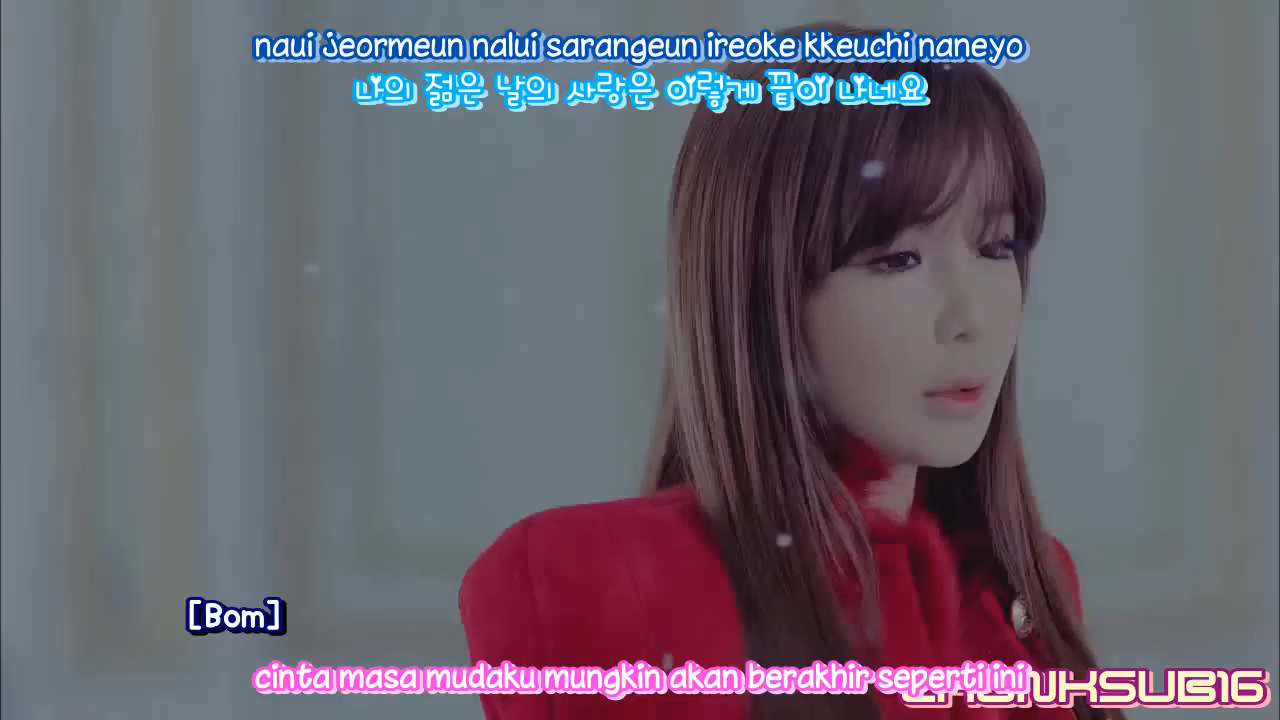 naui jeormeun nalui sarangeun ireoke kkeuchi naneyo
나의 젊은 날의 사랑은 이렇게 끝이 나네요
[Bom]
cinta masa mudaku mungkin akan berakhir seperti ini